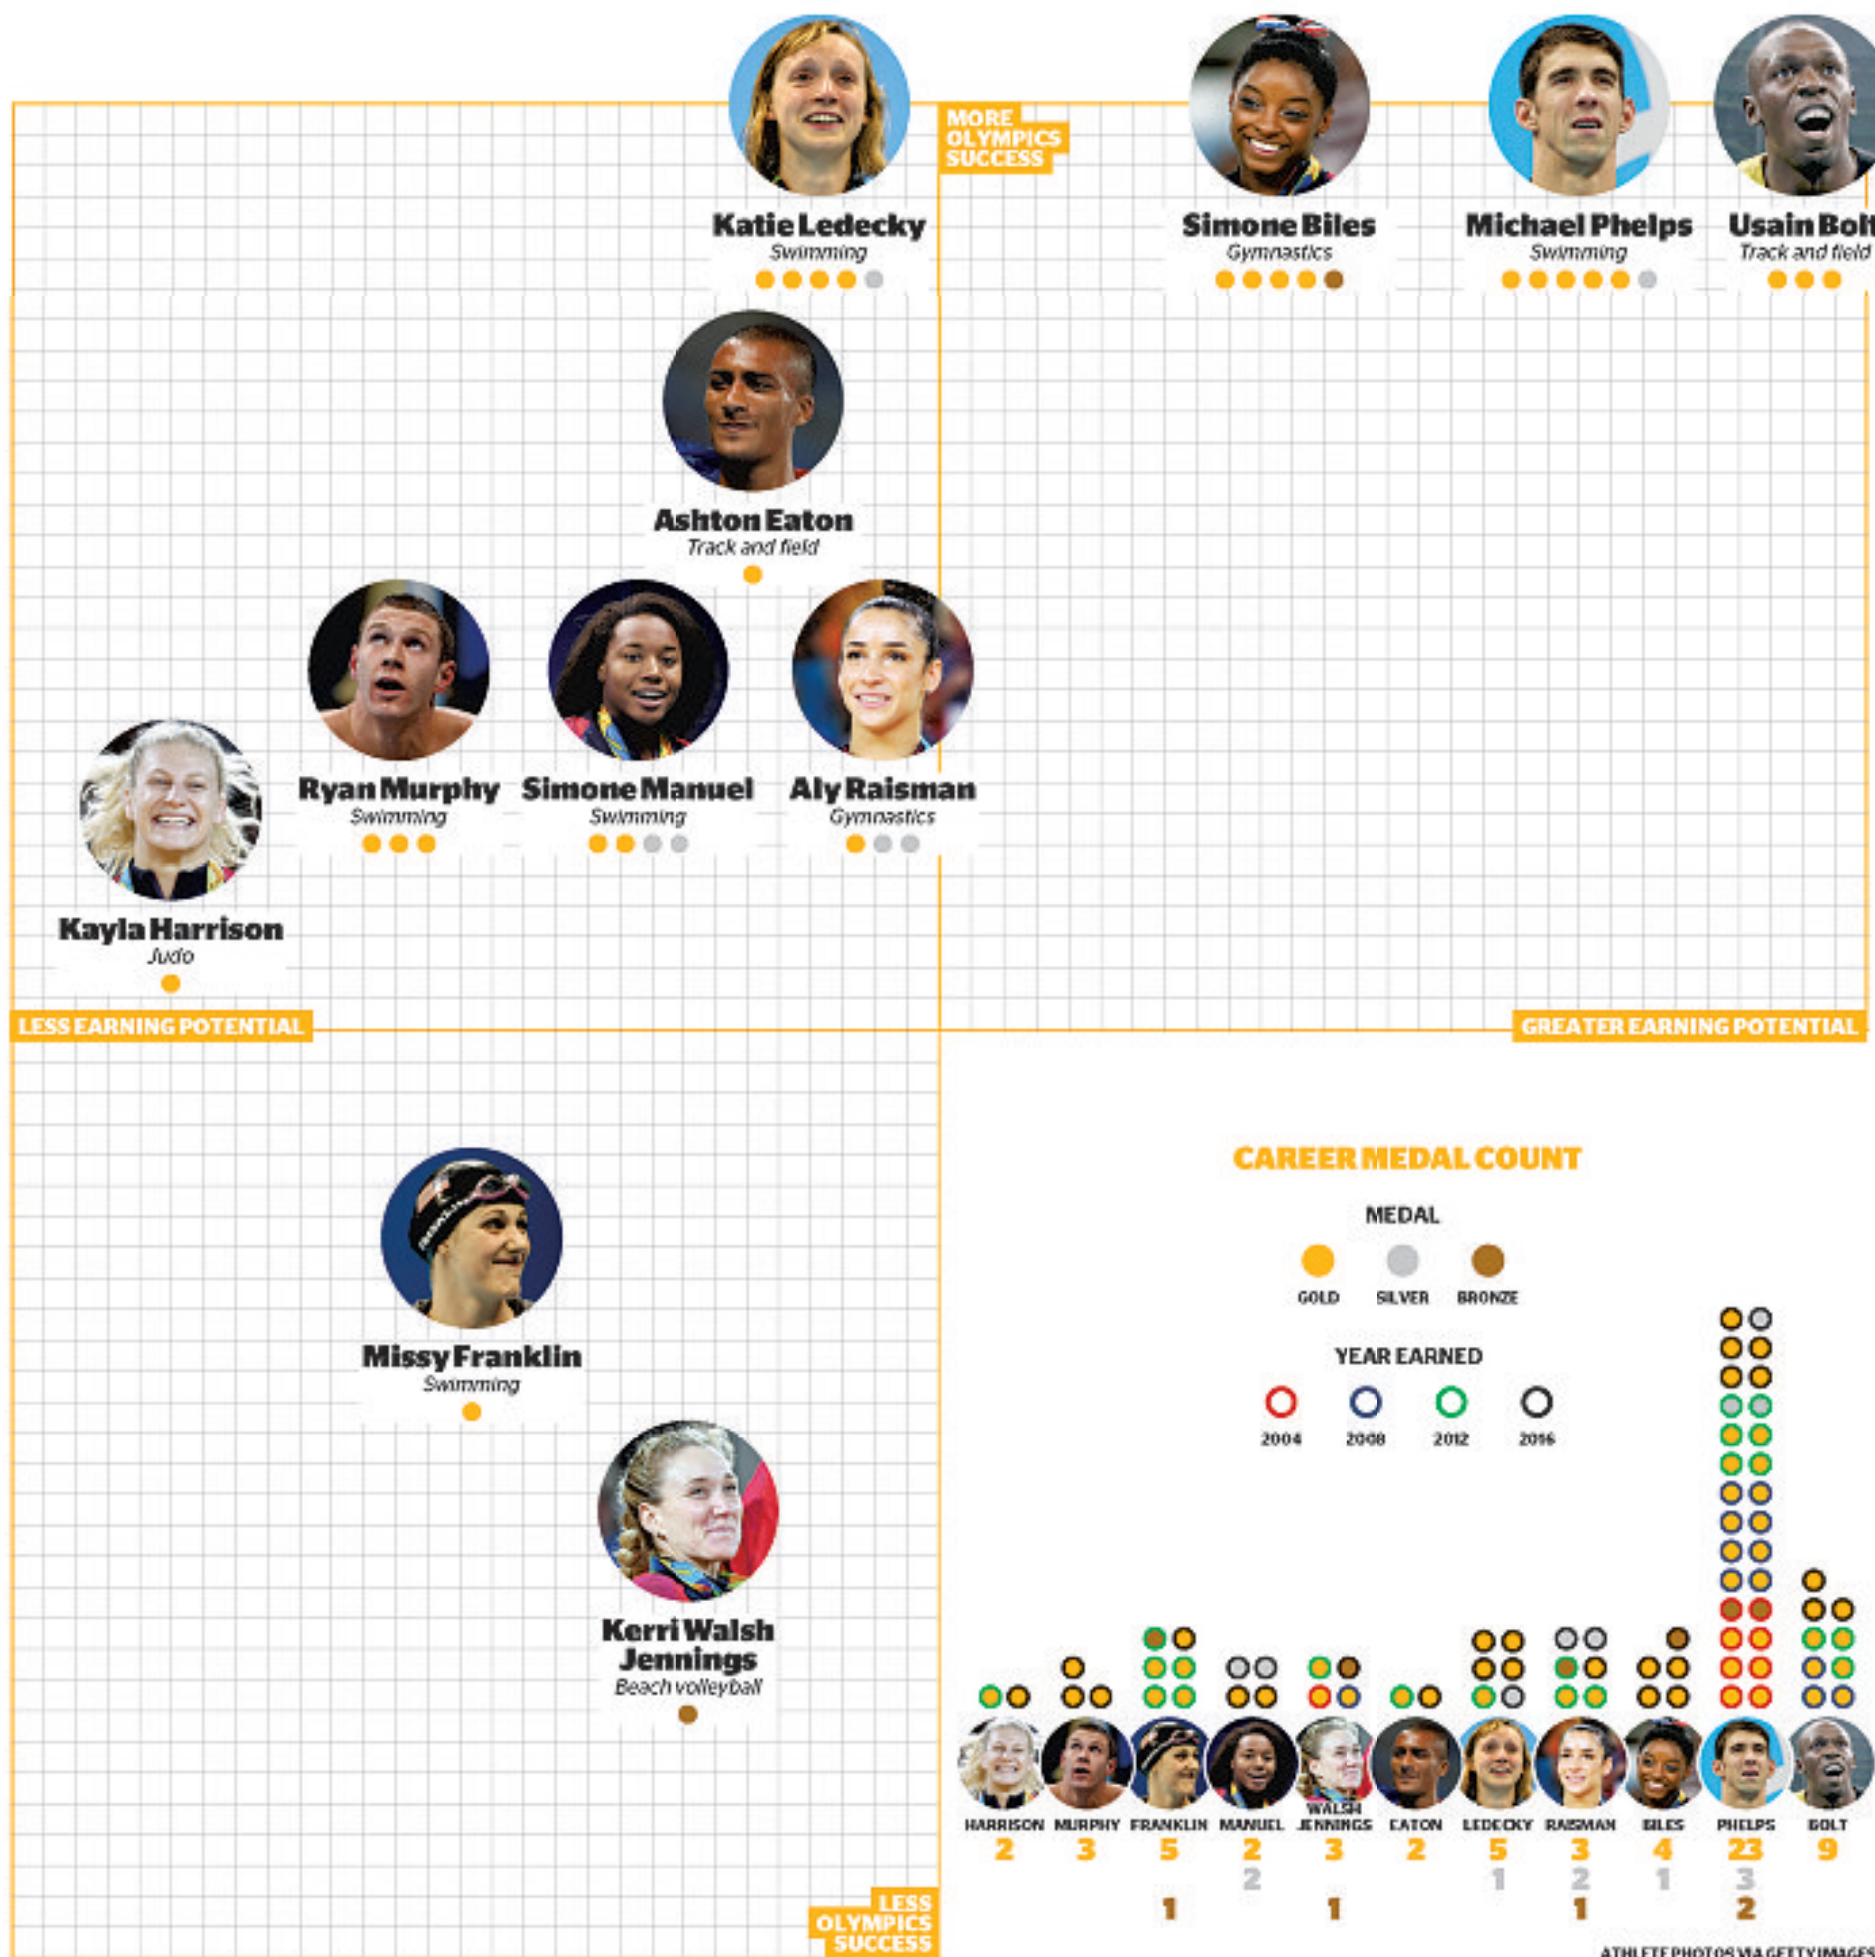 MORE
OLYMPICS
SUCCESS
Katie Ledecky
Swimming
Simone Biles
Gymnastics
Michael Phelps
Swimming
Usain Bolt
Track and field
Ashton Eaton
Track and field
Ryan Murphy
Swimming
Simone Manuel
Swimming
Aly Raisman
Gymnastics
Kayla Harrison
Judo
LESS EARNING POTENTIAL
GREATER EARNING POTENTIAL
Missy Franklin
Swimming
Kerri Walsh
Jennings
Beach volleyball
LESS
OLYMPICS
SUCCESS
CAREER MEDAL COUNT
MEDAL
GOLD SILVER BRONZE
YEAR EARNED
2004 2008 2012 2016
HARRISON MURPHY FRANKLIN MANUEL WALSH JENNINGS EATON LEDECKY RAISMAN BILES PHELPS BOLT
2 3 5 2 3 2 5 3 4 23 9
2 1 2 1 3
1 1 1 2
ATHLETE PHOTOS VIA GETTY IMAGES